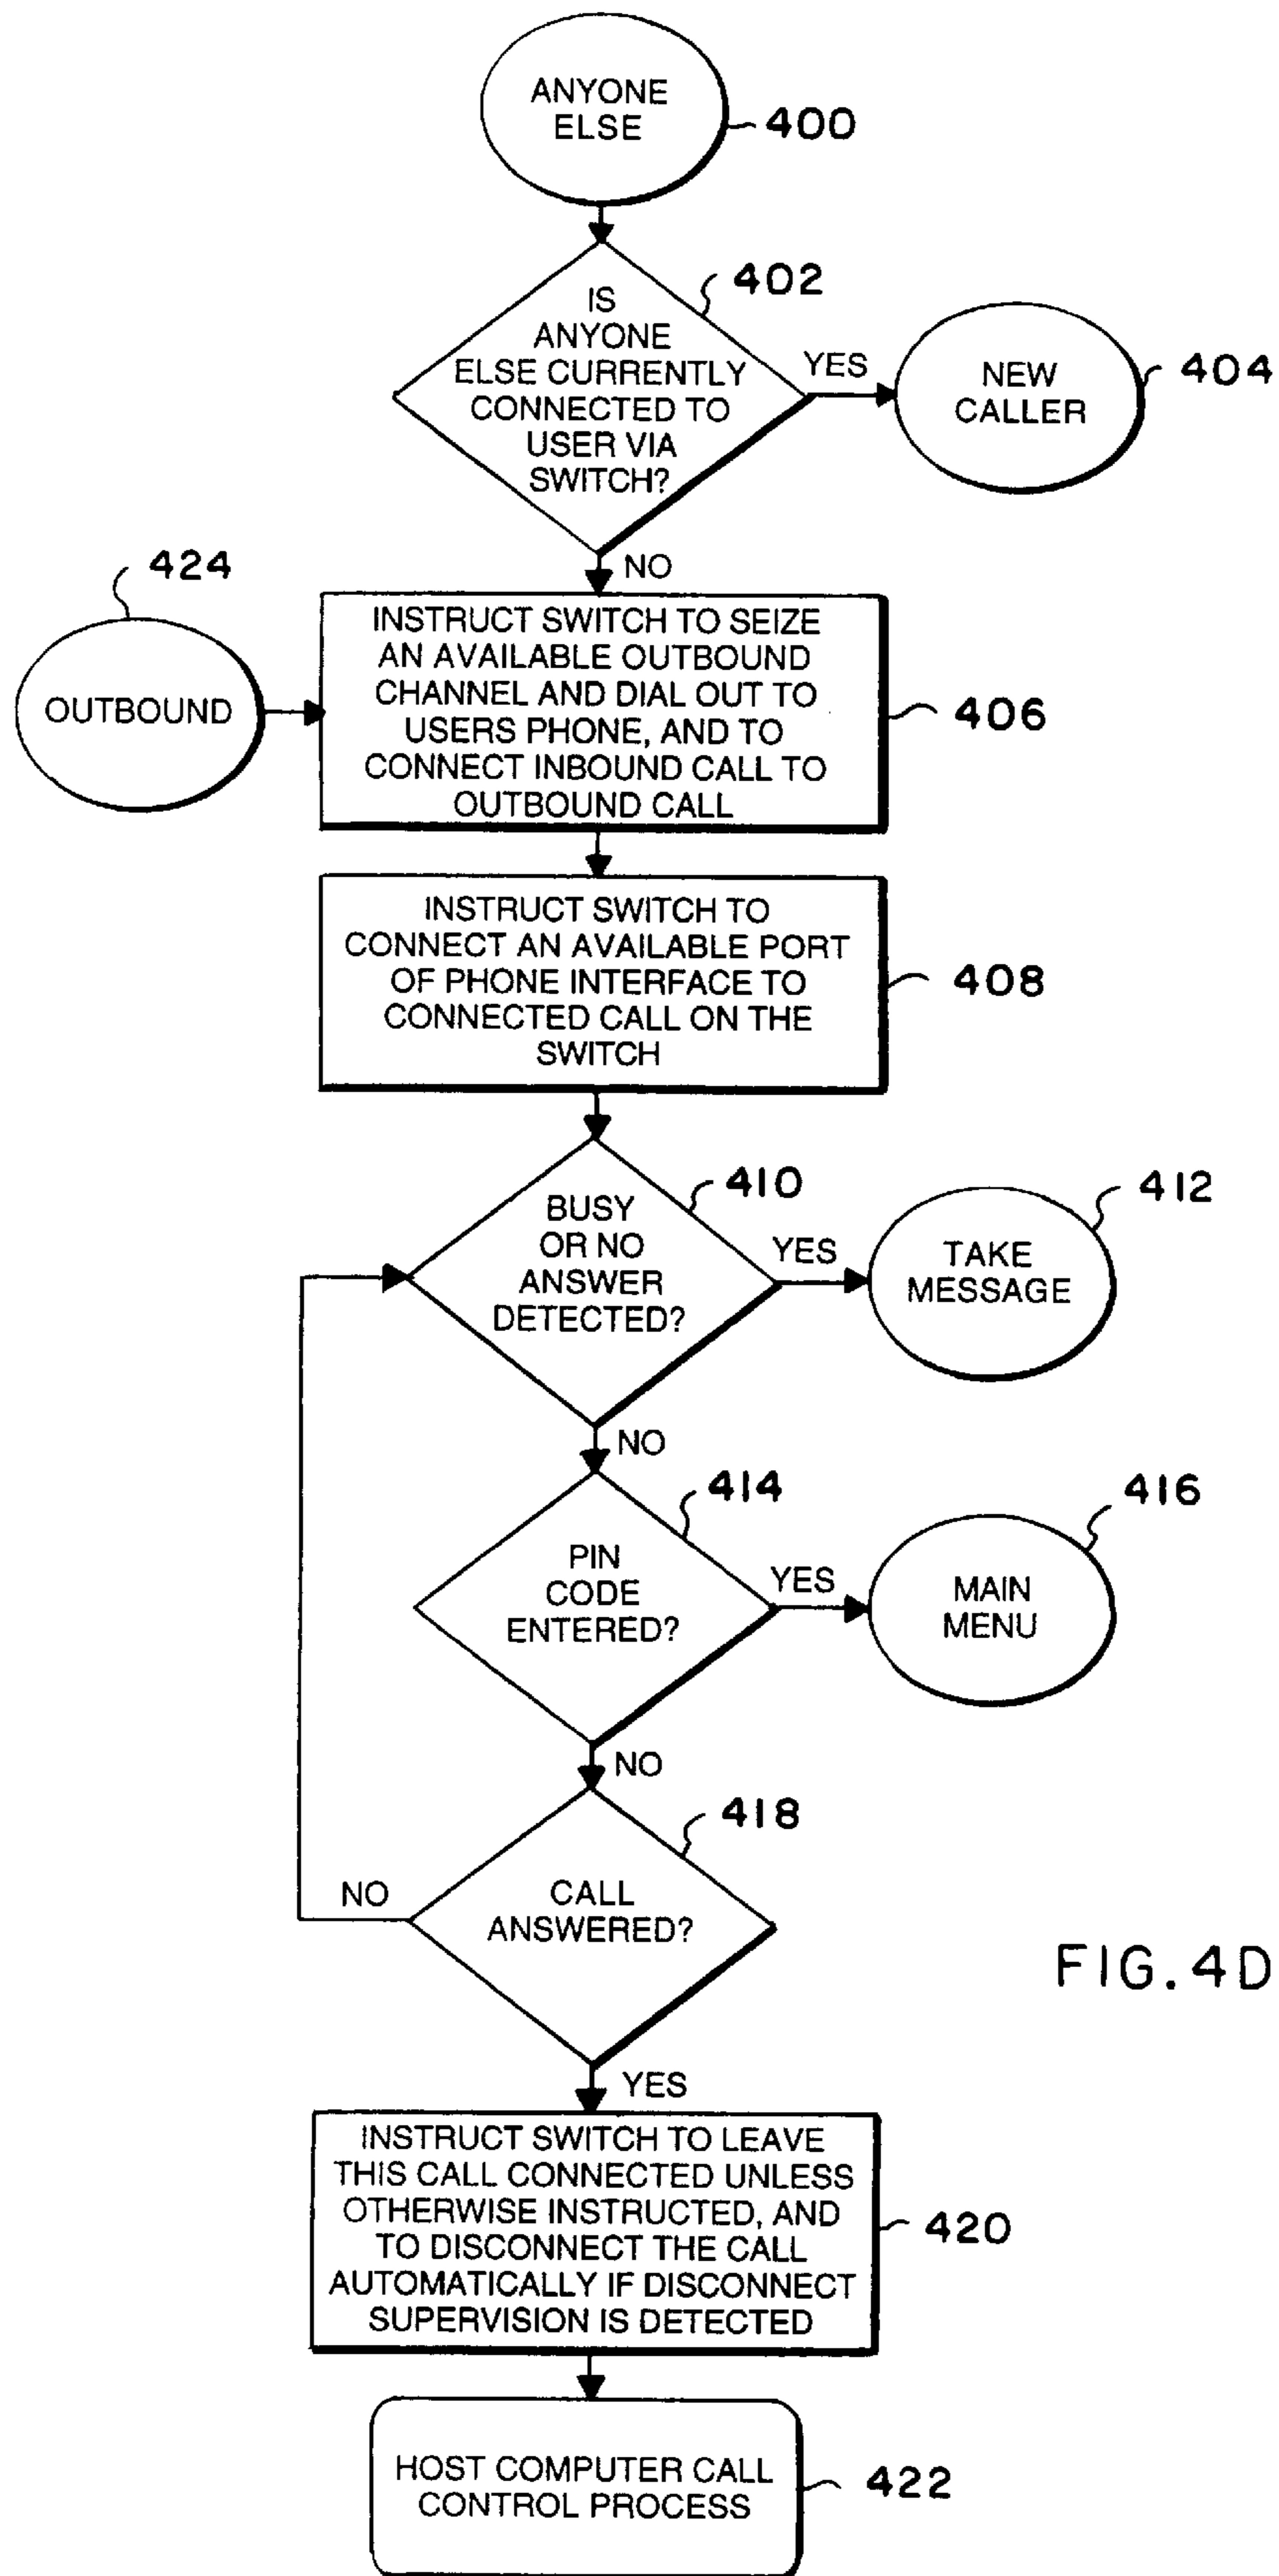 ANYONE
ELSE
400
402
IS
ANYONE
ELSE CURRENTLY
CONNECTED TO
USER VIA
SWITCH?
YES
NEW
CALLER
404
NO
424
OUTBOUND
INSTRUCT SWITCH TO SEIZE
AN AVAILABLE OUTBOUND
CHANNEL AND DIAL OUT TO
USERS PHONE, AND TO
CONNECT INBOUND CALL TO
OUTBOUND CALL
406
INSTRUCT SWITCH TO
CONNECT AN AVAILABLE PORT
OF PHONE INTERFACE TO
CONNECTED CALL ON THE
SWITCH
408
410
BUSY
OR NO
ANSWER
DETECTED?
YES
412
TAKE
MESSAGE
NO
414
PIN
CODE
ENTERED?
YES
416
MAIN
MENU
NO
418
CALL
ANSWERED?
NO
FIG. 4D
YES
INSTRUCT SWITCH TO LEAVE
THIS CALL CONNECTED UNLESS
OTHERWISE INSTRUCTED, AND
TO DISCONNECT THE CALL
AUTOMATICALLY IF DISCONNECT
SUPERVISION IS DETECTED
420
HOST COMPUTER CALL
CONTROL PROCESS
422